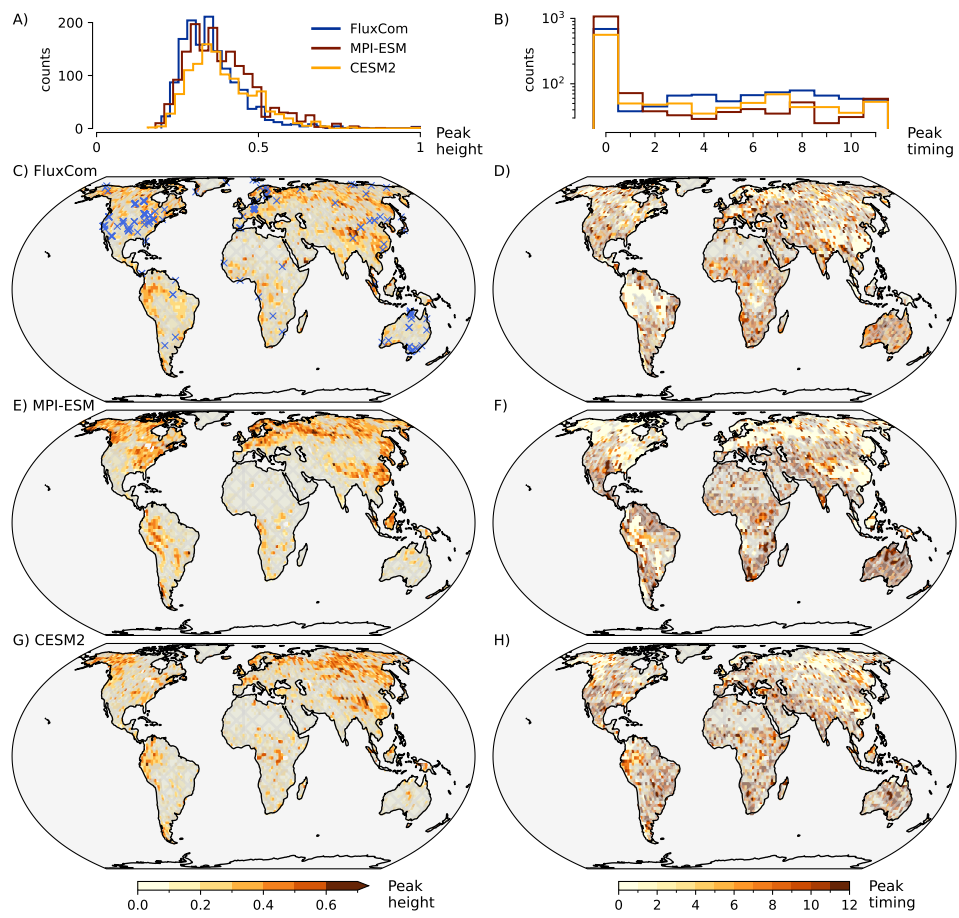 A)
200
100
0
counts
FluxCom
MPI-ESM
CESM2
0
0.5
1
Peak
height
B)
10³
10²
counts
0
2
4
6
8
10
Peak
timing
C) FluxCom
D)
E) MPI-ESM
F)
G) CESM2
H)
0.0
0.2
0.4
0.6
Peak
height
0
2
4
6
8
10
12
Peak
timing